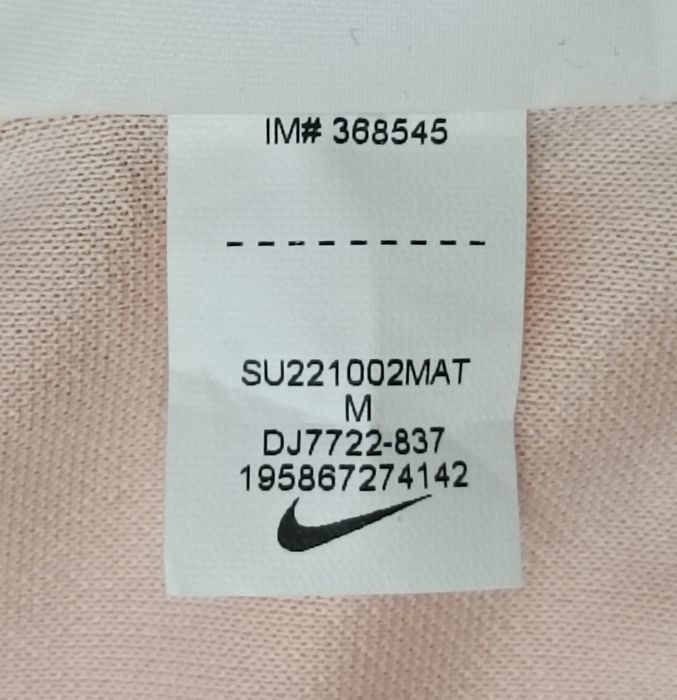 IM# 368545
---------
SU221002MAT
M
DJ7722-837
195867274142